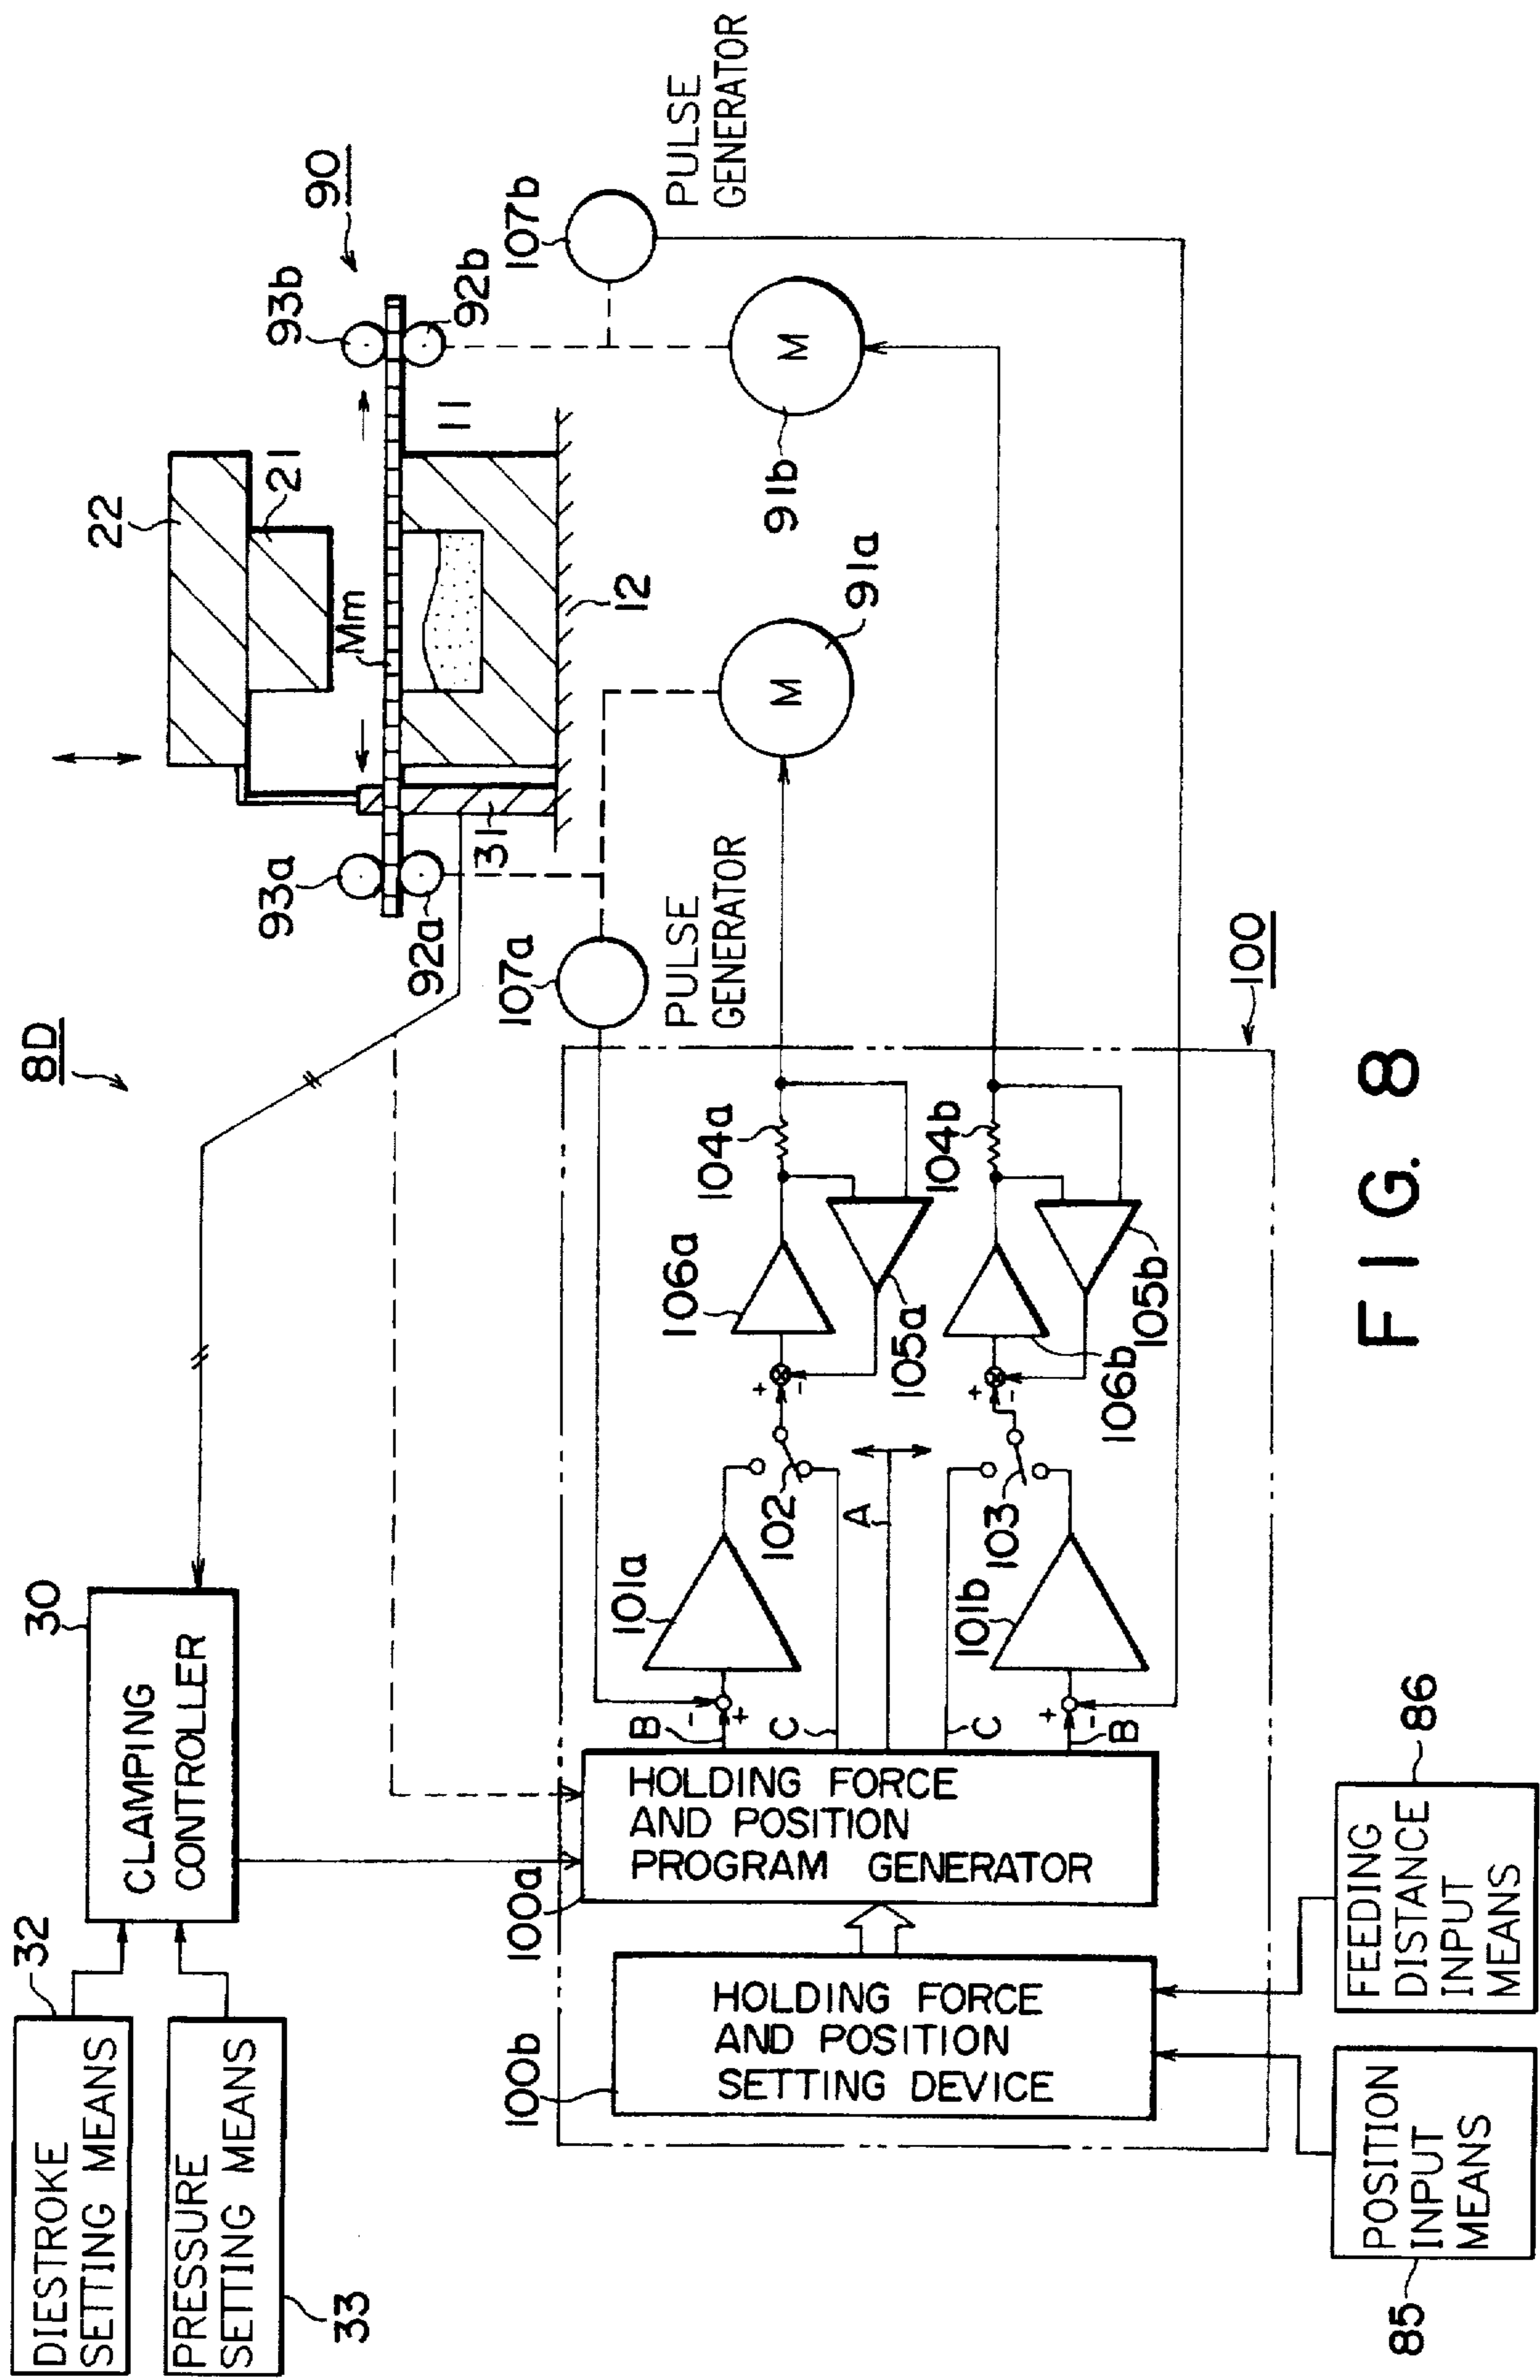 8D
90
22
21
Mm
11
12
31
93a
92a
93b
92b
107a
PULSE
GENERATOR
107b
PULSE
GENERATOR
91a
M
91b
M
30
CLAMPING
CONTROLLER
32
DIESTROKE
SETTING MEANS
PRESSURE
SETTING MEANS
33
100
100a
HOLDING FORCE
AND POSITION
PROGRAM GENERATOR
100b
HOLDING FORCE
AND POSITION
SETTING DEVICE
B
C
A
C
B
+
-
+
-
101a
101b
102
103
+
-
+
-
106a
105a
104a
106b
105b
104b
85
POSITION
INPUT
MEANS
86
FEEDING
DISTANCE
INPUT
MEANS
FIG. 8